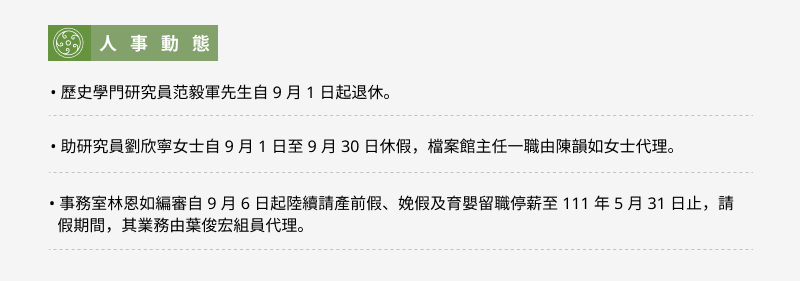 人事動態
• 歷史學門研究員范毅軍先生自 9 月 1 日起退休。
• 助研究員劉欣寧女士自 9 月 1 日至 9 月 30 日休假，檔案館主任一職由陳韻如女士代理。
• 事務室林恩如編審自 9 月 6 日起陸續請產前假、娩假及育嬰留職停薪至 111 年 5 月 31 日止，請
假期間，其業務由葉俊宏組員代理。